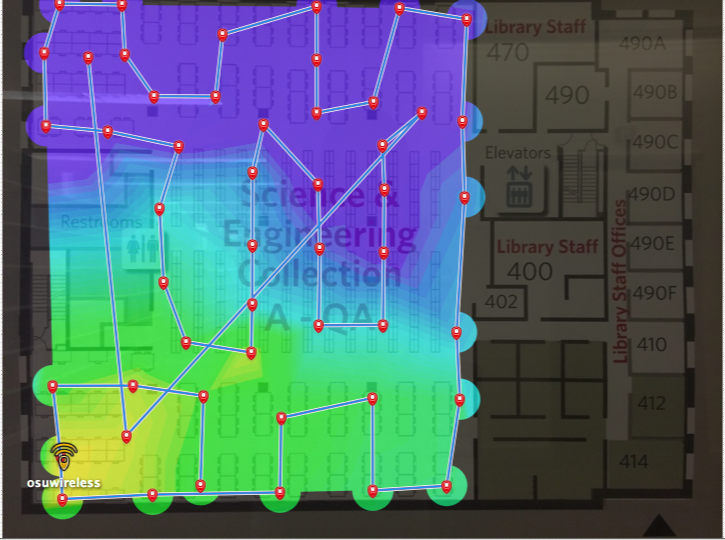 Library Staff
470
490A
490
490B
490C
Elevators
490D
Science &
Restrooms
Engineering
Library Staff
490E
Collection
400
Library Staff Offices
402
490F
A - QA
410
412
osuwireless
414